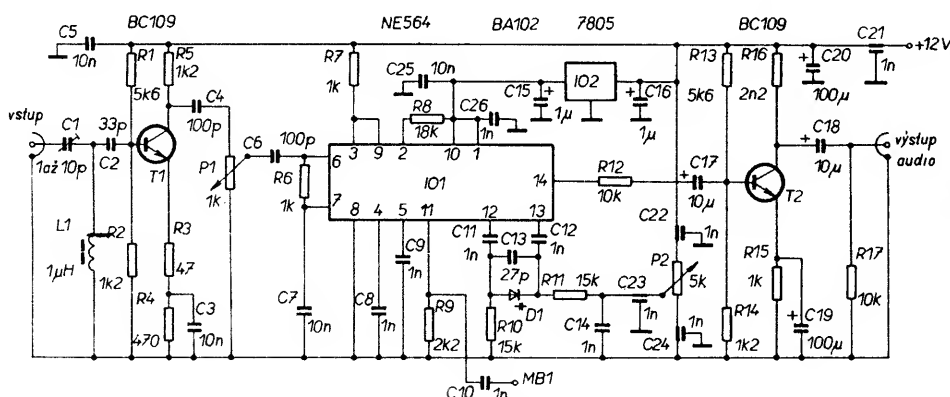 BC109 NE564 BA102 7805 BC109
C5
10n
R1
5k6
R5
1k2
R7
1k
C25
10n
R8
18k
C26
1n
C15
+
1µ
IO2
C16
+
1µ
R13
5k6
R16
2n2
C20
+
100µ
C21
1n
+12V
vstup
C1
1až 10p
33p
C2
T1
C4
100p
P1
1k
C6
100p
R6
1k
3 9 2 10 1
6
7
IO1
14
8 4 5 11 12 13
R12
10k
C17
+
10µ
T2
C18
+
10µ
výstup
audio
L1
1µH
R2
1k2
R3
47
R4
470
C3
10n
C7
10n
C8
1n
C9
1n
R9
2k2
C10
1n
MB1
C11
1n
C13
27p
C12
1n
D1
+
R10
15k
R11
15k
C14
1n
C23
1n
C22
1n
P2
5k
C24
1n
R14
1k2
R15
1k
C19
+
100µ
R17
10k